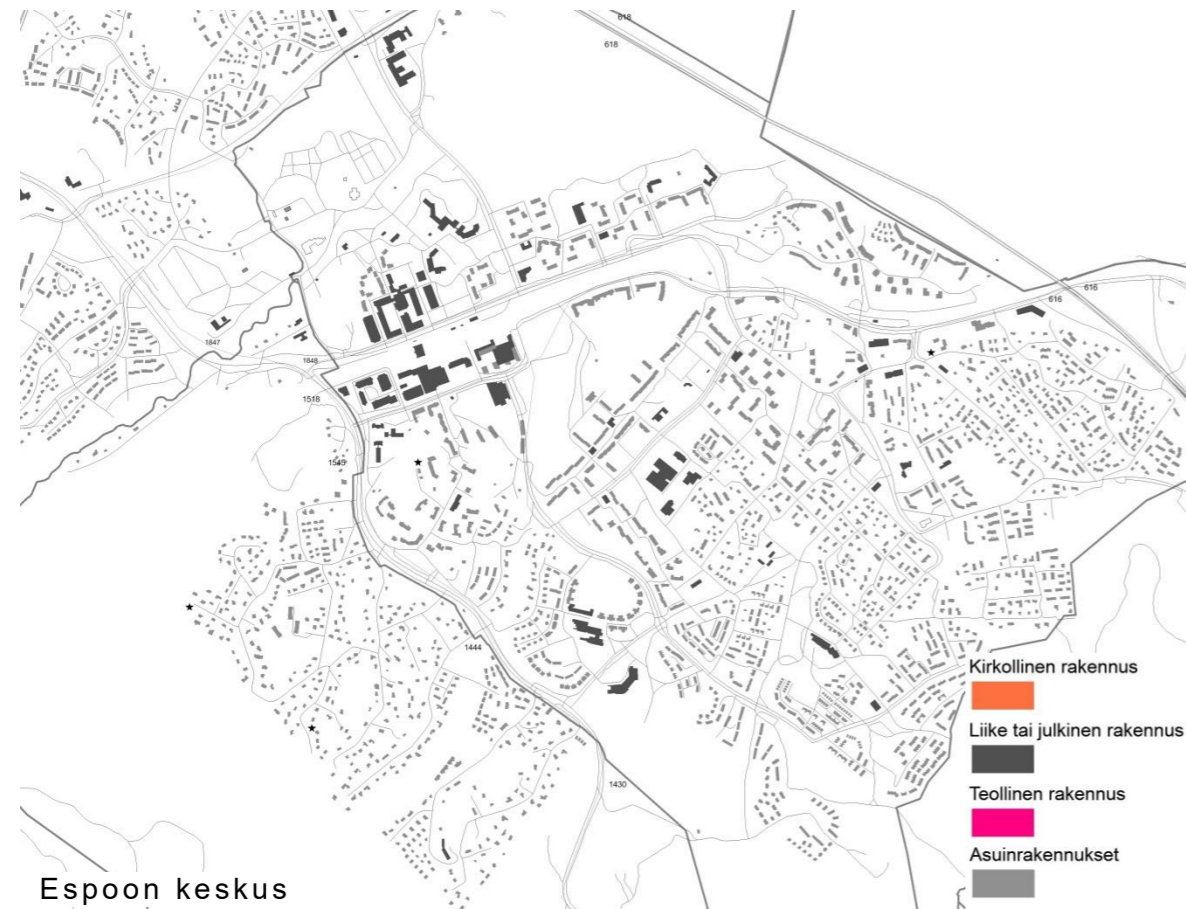 618
618
616
616
1847
1848
1518
1545
1444
1430
Kirkollinen rakennus
Liike tai julkinen rakennus
Teollinen rakennus
Asuinrakennukset
Espoon keskus